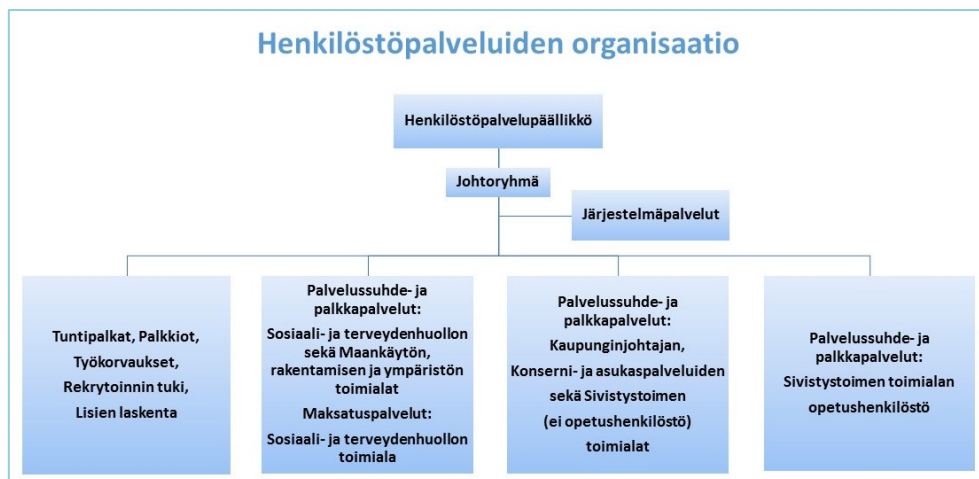 Henkilöstöpalveluiden organisaatio
Henkilöstöpalvelupäällikkö
Johtoryhmä
Järjestelmäpalvelut
Tuntipalkat, Palkkiot,
Työkorvaukset,
Rekrytoinnin tuki,
Lisien laskenta
Palvelussuhde- ja
palkkapalvelut:
Sosiaali- ja terveydenhuollon
sekä Maankäytön,
rakentamisen ja ympäristön
toimialat
Maksatuspalvelut:
Sosiaali- ja terveydenhuollon
toimiala
Palvelussuhde- ja
palkkapalvelut:
Kaupunginjohtajan,
Konserni- ja asukaspalveluiden
sekä Sivistystoimen
(ei opetushenkilöstö)
toimialat
Palvelussuhde- ja
palkkapalvelut:
Sivistystoimen toimialan
opetushenkilöstö